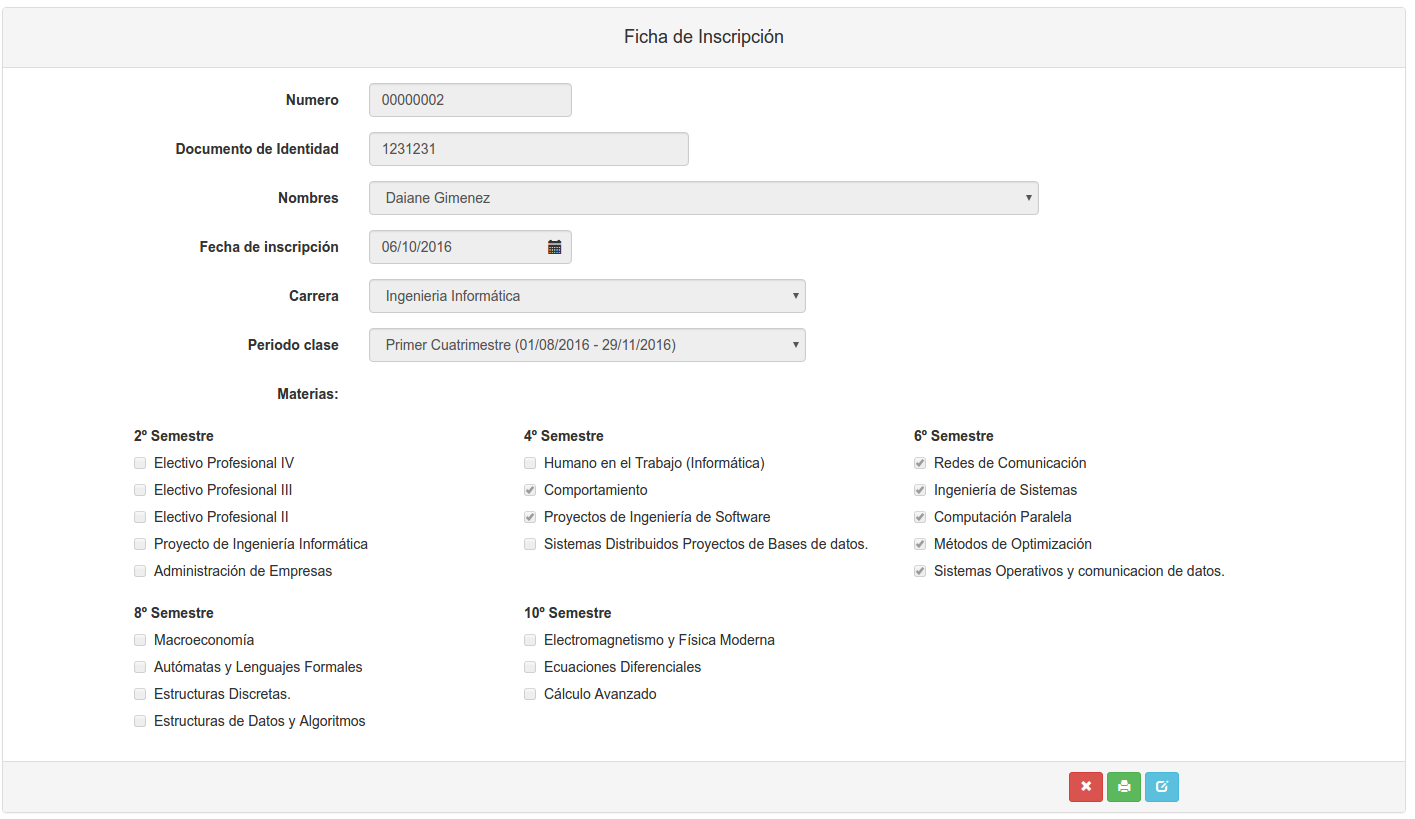 Ficha de Inscripción
Numero 00000002
Documento de Identidad 1231231
Nombres Daiane Gimenez
Fecha de inscripción 06/10/2016
Carrera Ingenieria Informática
Periodo clase Primer Cuatrimestre (01/08/2016 - 29/11/2016)
Materias:
2º Semestre
Electivo Profesional IV
Electivo Profesional III
Electivo Profesional II
Proyecto de Ingeniería Informática
Administración de Empresas
4º Semestre
Humano en el Trabajo (Informática)
Comportamiento
Proyectos de Ingeniería de Software
Sistemas Distribuidos Proyectos de Bases de datos.
6º Semestre
Redes de Comunicación
Ingeniería de Sistemas
Computación Paralela
Métodos de Optimización
Sistemas Operativos y comunicacion de datos.
8º Semestre
Macroeconomía
Autómatas y Lenguajes Formales
Estructuras Discretas.
Estructuras de Datos y Algoritmos
10º Semestre
Electromagnetismo y Física Moderna
Ecuaciones Diferenciales
Cálculo Avanzado